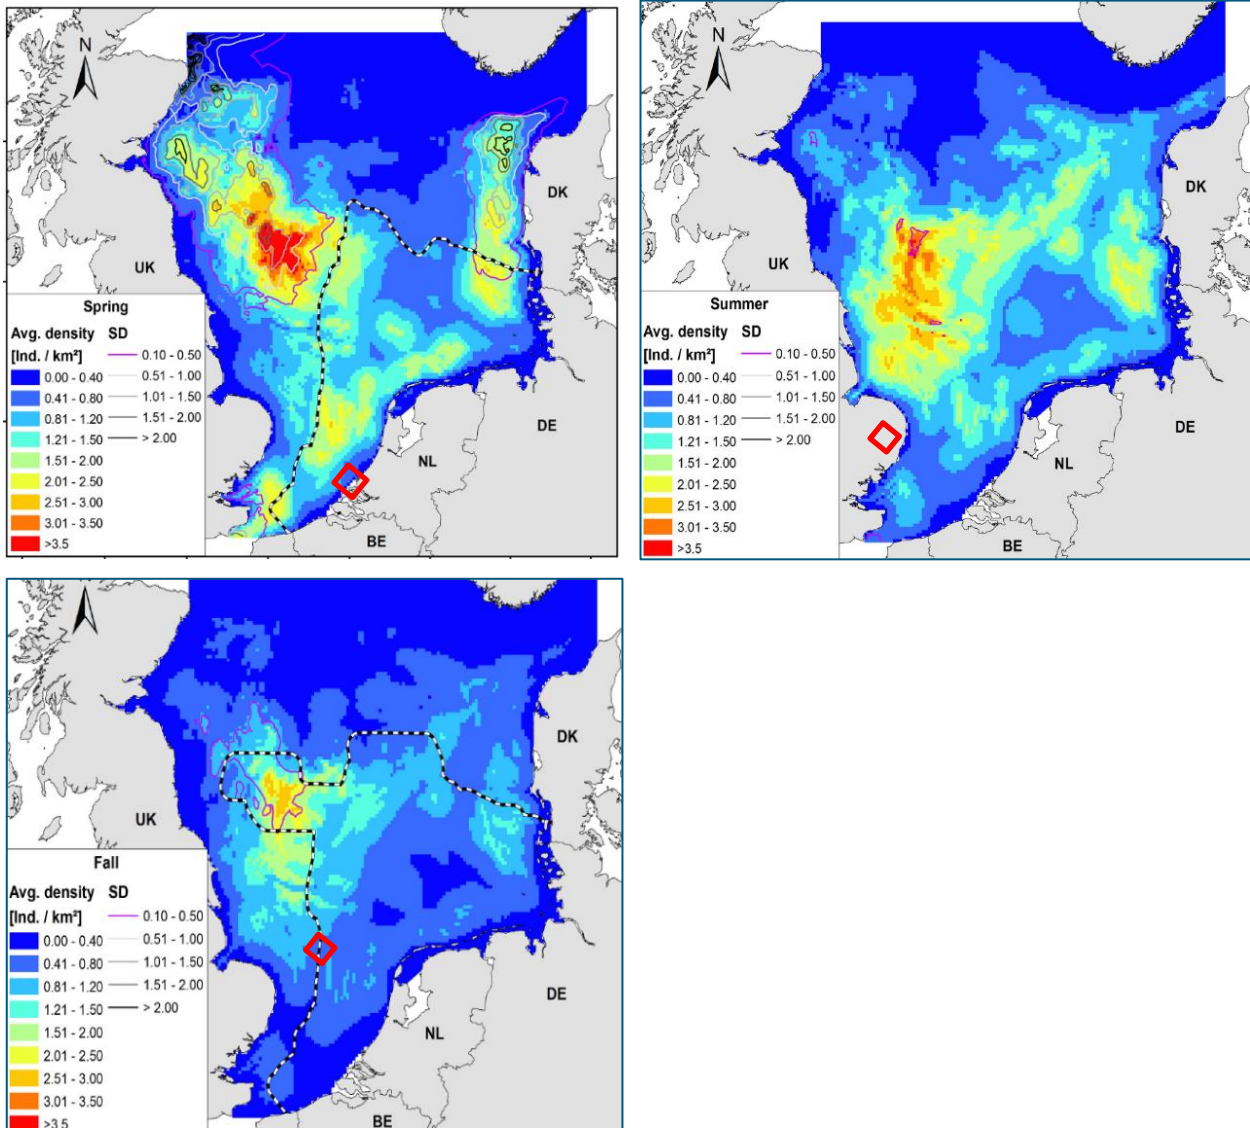 N
DK
UK
DE
NL
BE
Spring
Avg. density SD
[Ind. / km²] 0.10 - 0.50
0.00 - 0.40 0.51 - 1.00
0.41 - 0.80 1.01 - 1.50
0.81 - 1.20 1.51 - 2.00
1.21 - 1.50 > 2.00
1.51 - 2.00
2.01 - 2.50
2.51 - 3.00
3.01 - 3.50
>3.5
N
DK
UK
DE
NL
BE
Summer
Avg. density SD
[Ind. / km²] 0.10 - 0.50
0.00 - 0.40 0.51 - 1.00
0.41 - 0.80 1.01 - 1.50
0.81 - 1.20 1.51 - 2.00
1.21 - 1.50 > 2.00
1.51 - 2.00
2.01 - 2.50
2.51 - 3.00
3.01 - 3.50
>3.5
DK
UK
DE
NL
BE
Fall
Avg. density SD
[Ind. / km²] 0.10 - 0.50
0.00 - 0.40 0.51 - 1.00
0.41 - 0.80 1.01 - 1.50
0.81 - 1.20 1.51 - 2.00
1.21 - 1.50 > 2.00
1.51 - 2.00
2.01 - 2.50
2.51 - 3.00
3.01 - 3.50
>3.5